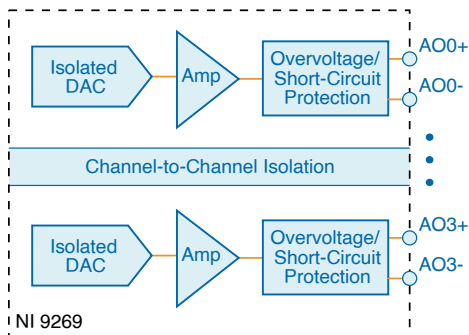 Isolated
DAC
Amp
Overvoltage/
Short-Circuit
Protection
AO0+
AO0-
Channel-to-Channel Isolation
Isolated
DAC
Amp
Overvoltage/
Short-Circuit
Protection
AO3+
AO3-
NI 9269